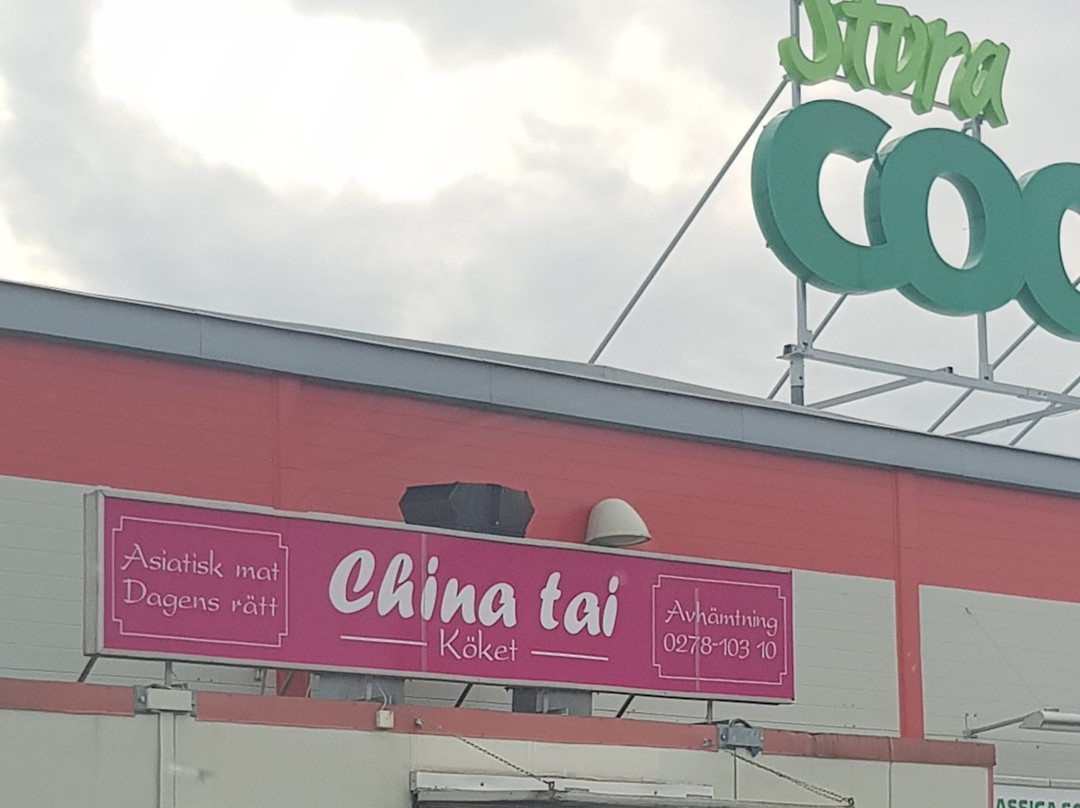 Stora
COO
Asiatisk mat
Dagens rätt
China tai
Köket
Avhämtning
0278-103 10